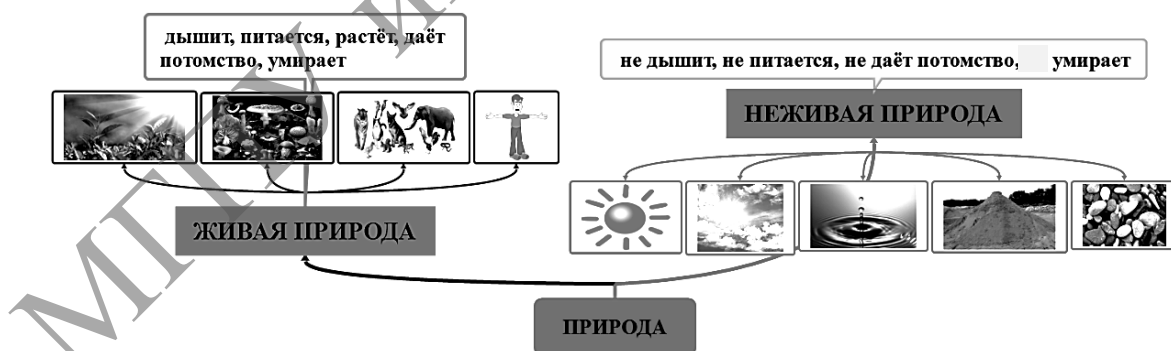 дышит, питается, растёт, даёт
потомство, умирает
не дышит, не питается, не даёт потомство, умирает
НЕЖИВАЯ ПРИРОДА
ЖИВАЯ ПРИРОДА
ПРИРОДА